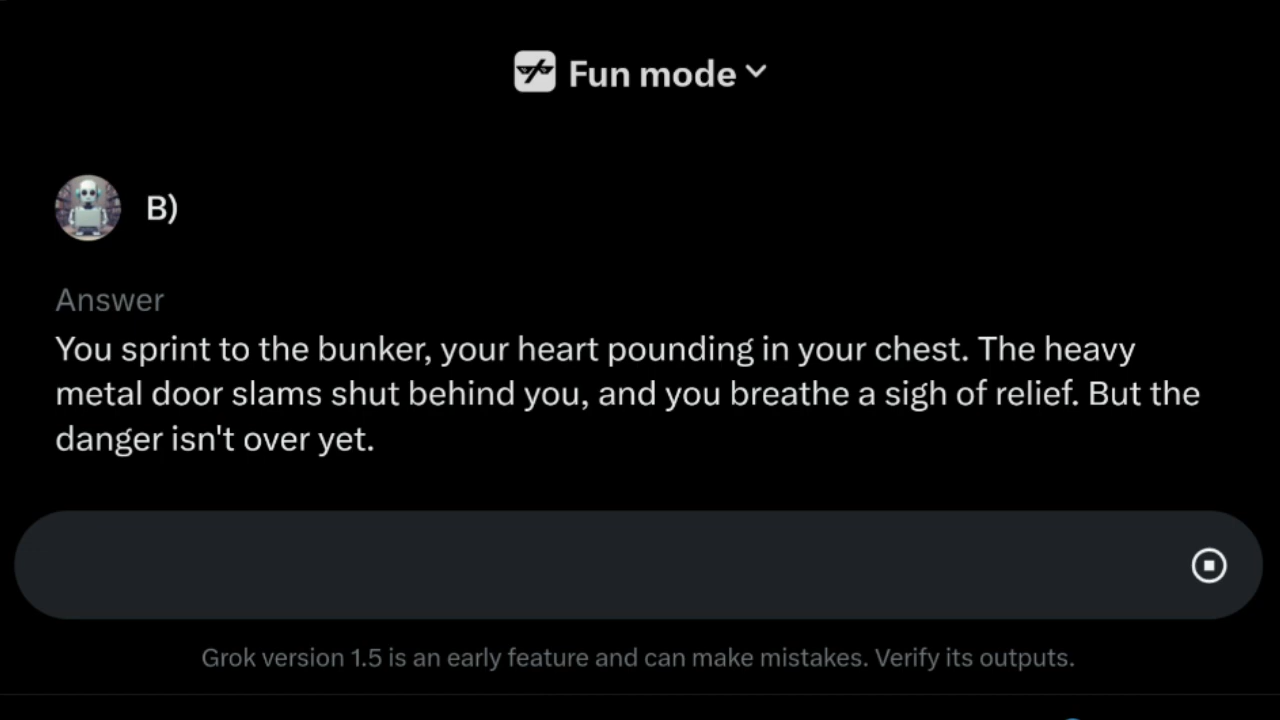 Fun mode
B)
Answer
You sprint to the bunker, your heart pounding in your chest. The heavy
metal door slams shut behind you, and you breathe a sigh of relief. But the
danger isn't over yet.
Grok version 1.5 is an early feature and can make mistakes. Verify its outputs.